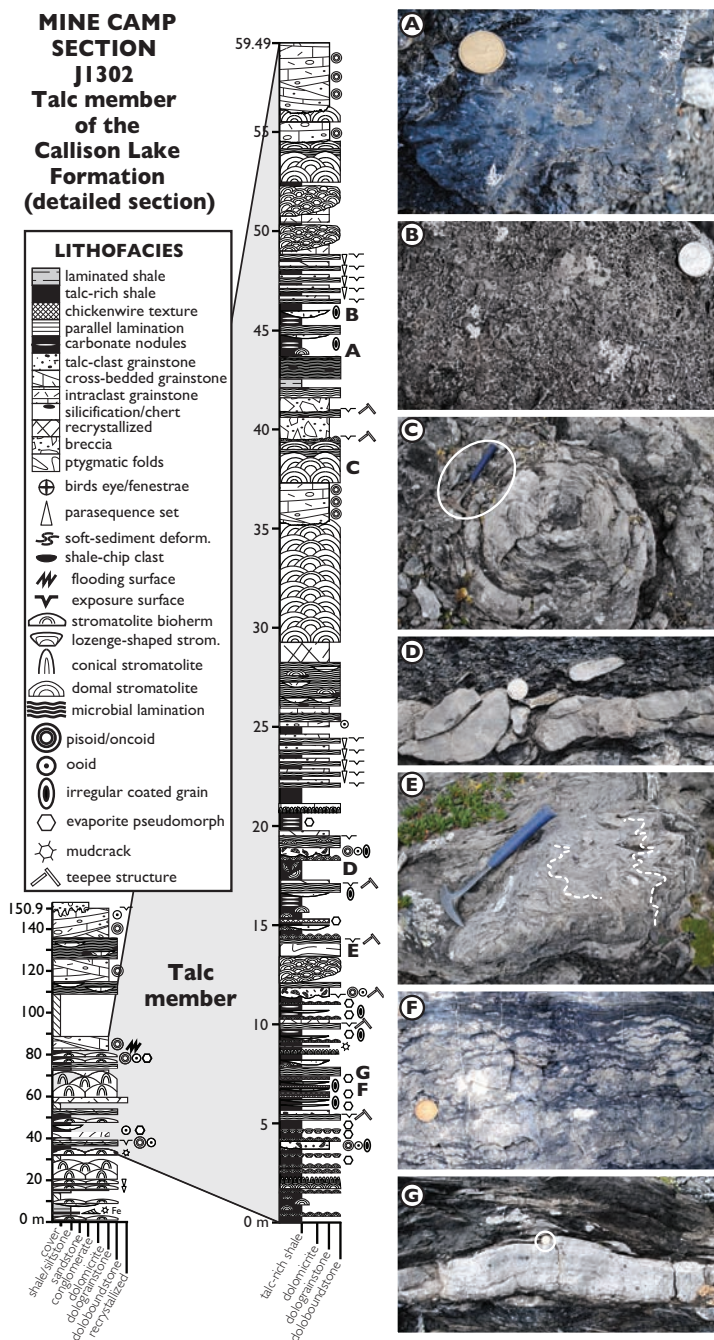 MINE CAMP
SECTION
J1302
Talc member
of the
Callison Lake
Formation
(detailed section)
LITHOFACIES
laminated shale
talc-rich shale
chickenwire texture
parallel lamination
carbonate nodules
talc-clast grainstone
cross-bedded grainstone
intraclast grainstone
silicification/chert
recrystallized
breccia
ptygmatic folds
birds eye/fenestrae
parasequence set
soft-sediment deform.
shale-chip clast
flooding surface
exposure surface
stromatolite bioherm
lozenge-shaped strom.
conical stromatolite
domal stromatolite
microbial lamination
pisoid/oncoid
ooid
irregular coated grain
evaporite pseudomorph
mudcrack
teepee structure
150.9
140
120
100
80
60
40
20
0 m
Fe
cover
shale/siltstone
sandstone
conglomerate
dolomicrite
dolograinstone
doloboundstone
recrystallized
Talc
member
59.49
55
50
45
40
35
30
25
20
15
10
5
0 m
B
A
C
D
E
G
F
talc-rich shale
dolomicrite
dolograinstone
doloboundstone
A
B
C
D
E
F
G